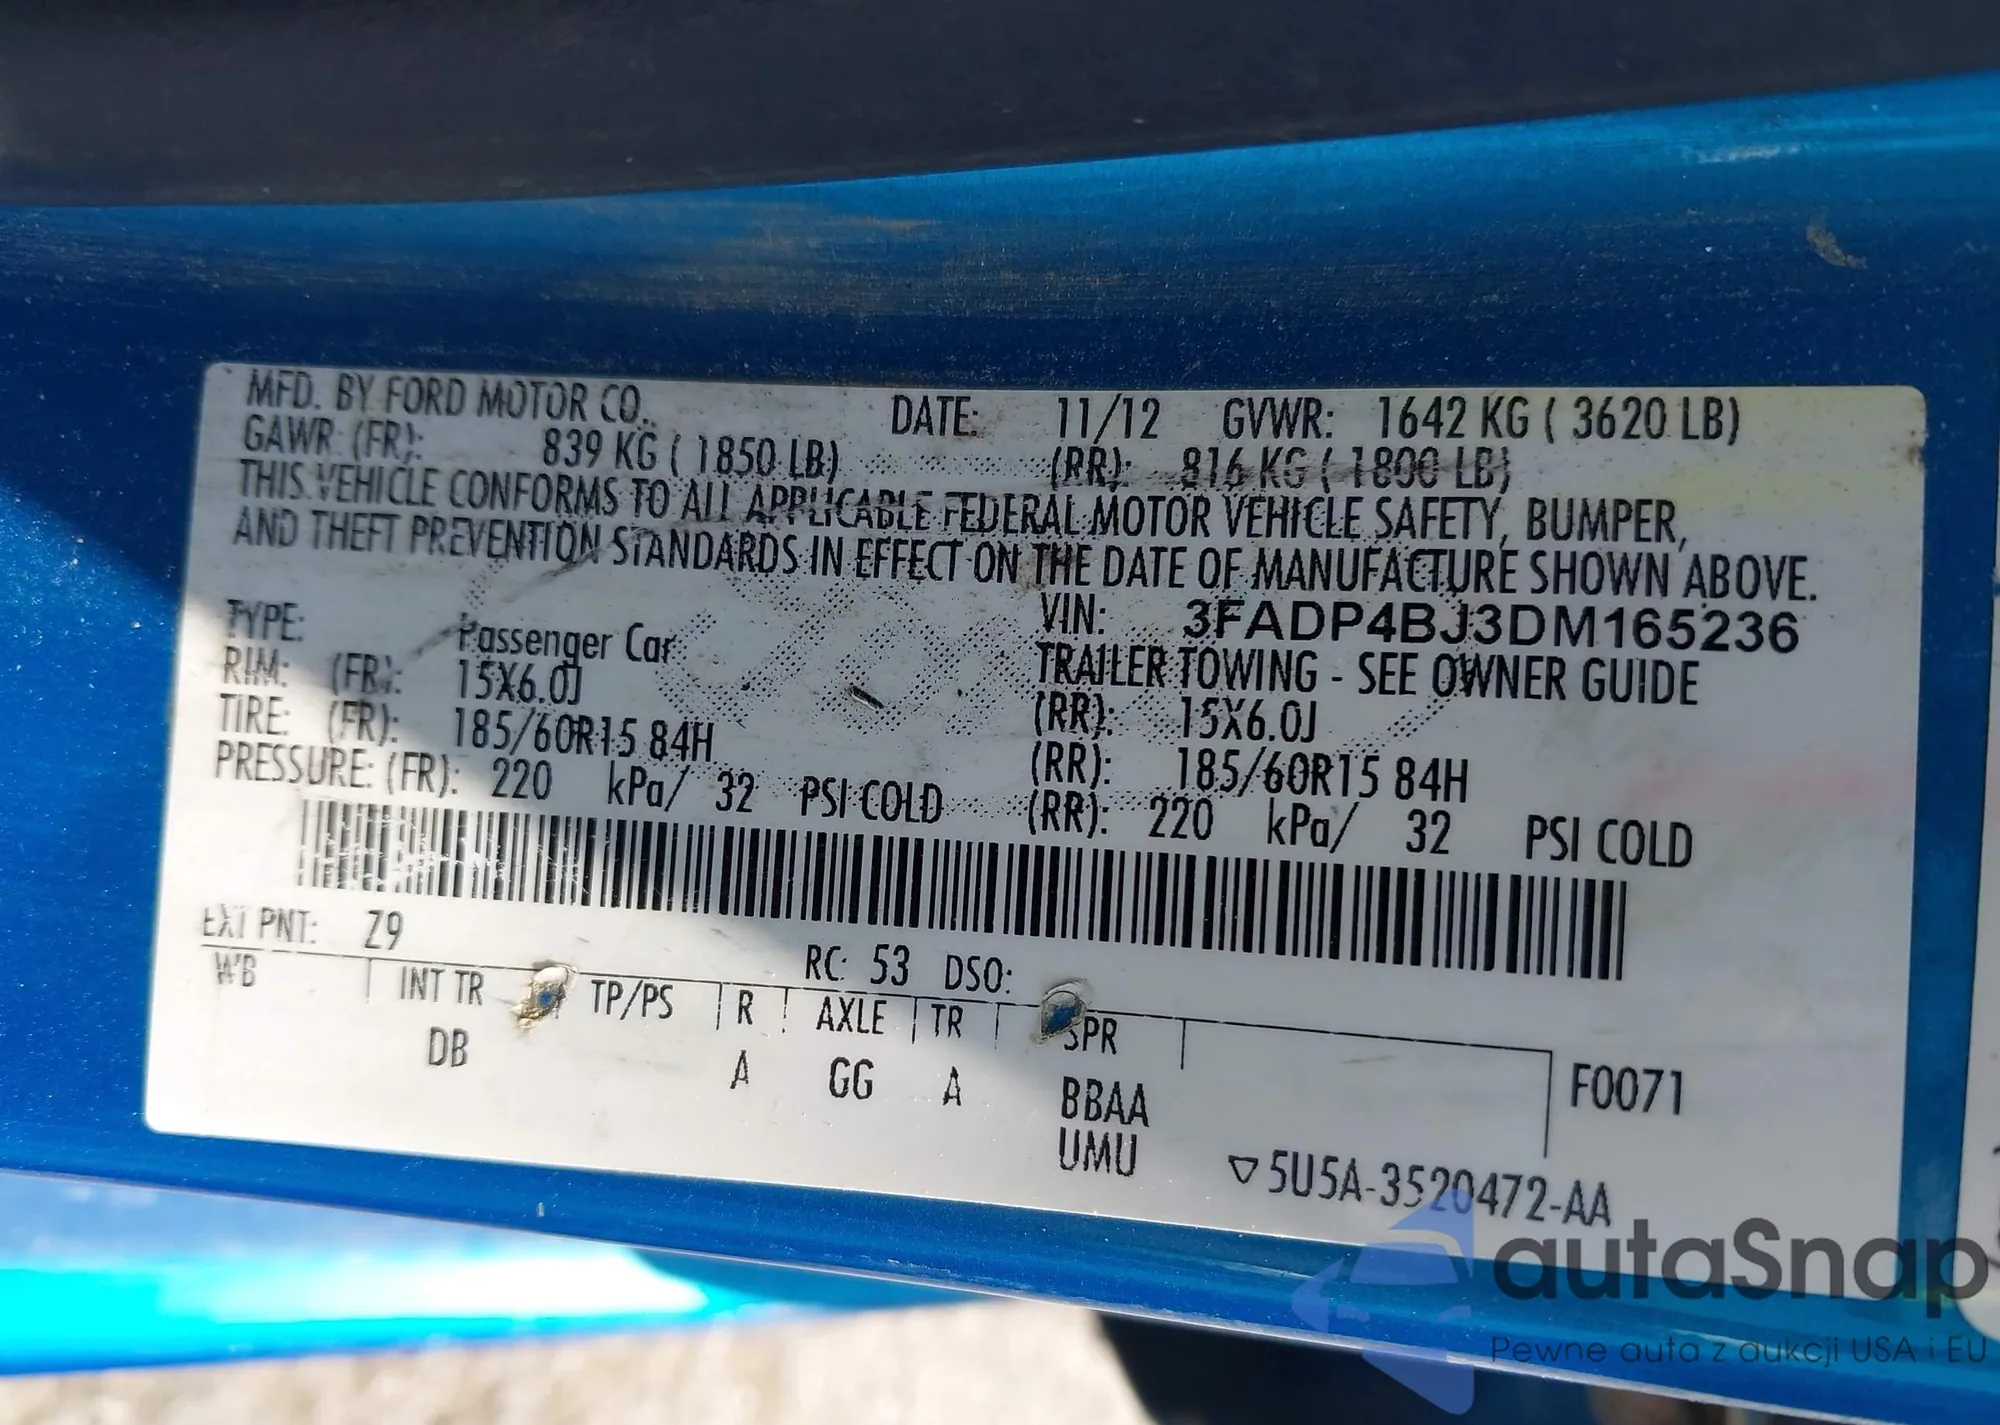 MFD. BY FORD MOTOR CO. DATE: 11/12 GVWR: 1642 KG ( 3620 LB)
GAWR (FR): 839 KG ( 1850 LB) (RR): 816 KG ( 1800 LB)
THIS VEHICLE CONFORMS TO ALL APPLICABLE FEDERAL MOTOR VEHICLE SAFETY, BUMPER,
AND THEFT PREVENTION STANDARDS IN EFFECT ON THE DATE OF MANUFACTURE SHOWN ABOVE.
VIN: 3FADP4BJ3DM165236
TYPE: Passenger Car TRAILER TOWING - SEE OWNER GUIDE
RIM: (FR): 15X6.0J (RR): 15X6.0J
TIRE: (FR): 185/60R15 84H (RR): 185/60R15 84H
PRESSURE: (FR): 220 kPa/ 32 PSI COLD (RR): 220 kPa/ 32 PSI COLD
EXT PNT: Z9 RC: 53 DSO:
WB INT TR TP/PS R AXLE TR SPR
DB A GG A BBAA F0071
UMU
▽5U5A-3520472-AA
autaSnap
Pewne auta z aukcji USA i EU